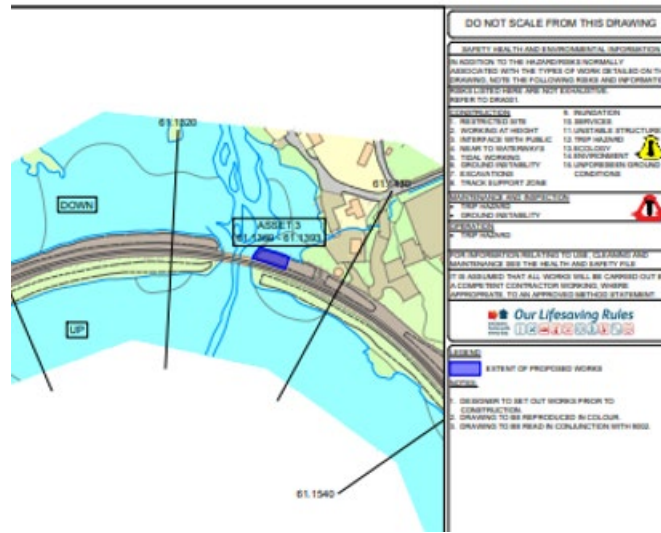 DO NOT SCALE FROM THIS DRAWING
SAFETY HEALTH AND ENVIRONMENTAL INFORMATION
IN ADDITION TO THE HAZARD/RISKS NORMALLY
ASSOCIATED WITH THE TYPES OF WORK DETAILED ON TH
DRAWING, NOTE THE FOLLOWING RISKS AND INFORMATI
RISKS LISTED HERE ARE NOT EXHAUSTIVE.
CONSTRUCTION
1. RESTRICTED SITE
2. WORKING AT HEIGHT
3. INTERFACE WITH PUBLIC
4. NEAR TO WATERWAYS
5. TIDAL WORKING
6. GROUND INSTABILITY
7. EXCAVATIONS
8. TRACK SUPPORT ZONE
9. INUNDATION
10. SERVICES
11. UNSTABLE STRUCTURE
12. TRIP HAZARD
13. ECOLOGY
14. ENVIRONMENT
UNFORESEEN GROUND
CONDITIONS
MAINTENANCE AND INSPECTION
- TRIP HAZARD
- GROUND INSTABILITY
OPERATION
- TRIP HAZARD
FOR INFORMATION RELATING TO USE, CLEANING AND
MAINTENANCE SEE THE HEALTH AND SAFETY FILE
IT IS ASSUMED THAT ALL WORKS WILL BE CARRIED OUT B
A COMPETENT CONTRACTOR WORKING, WHERE
APPROPRIATE, TO AN APPROVED METHOD STATEMENT
Our Lifesaving Rules
LEGEND
EXTENT OF PROPOSED WORKS
NOTES
1. DESIGNER TO SET OUT WORKS PRIOR TO
CONSTRUCTION.
2. DRAWING TO BE REPRODUCED IN COLOUR.
3. DRAWING TO BE READ IN CONJUNCTION WITH
61.1320
DOWN
ASSET 3
61.1369 - 61.1393
UP
61.1540